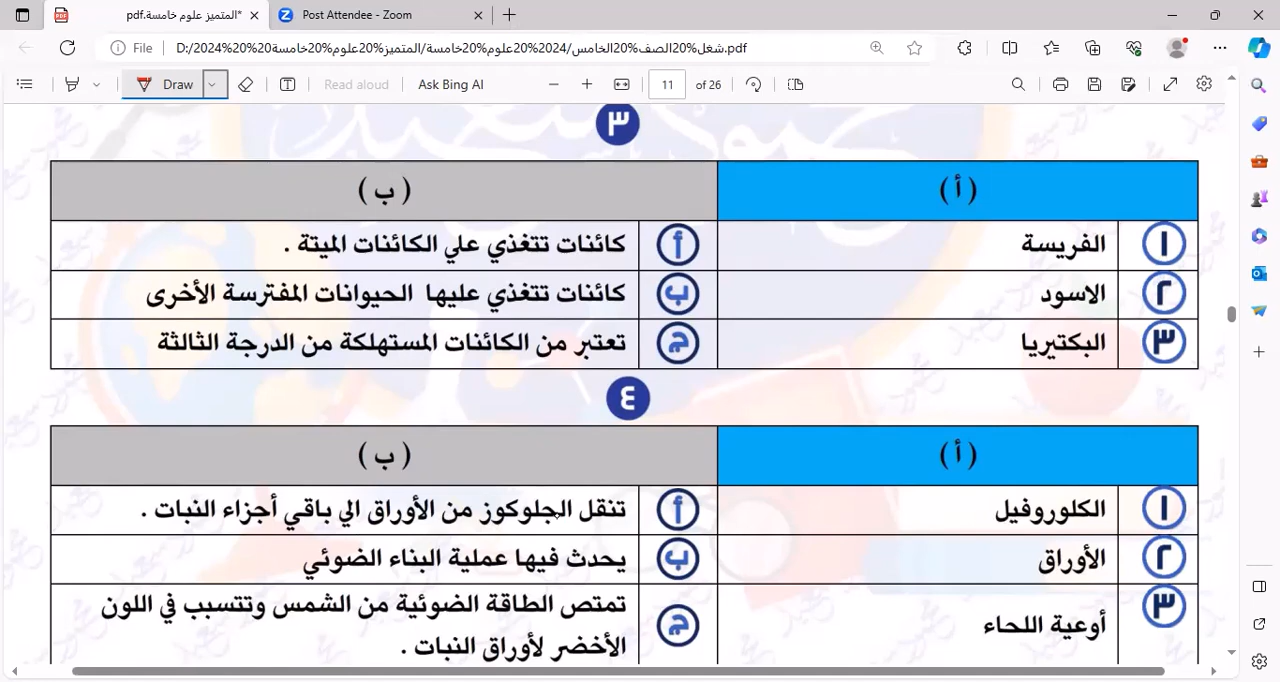 المتميز علوم خامسة.pdf*
Post Attendee - Zoom
File
D:/2024%20%20شغل%20الصف%20الخامس/2024%20علوم%20خامسة/المتميز%20علوم%20خامسة.pdf
Draw
Read aloud
Ask Bing AI
11
of 26
٣
( أ )
( ب )
١ الفريسة
أ كائنات تتغذي علي الكائنات الميتة .
٢ الاسود
ب كائنات تتغذي عليها الحيوانات المفترسة الأخرى
٣ البكتيريا
ج تعتبر من الكائنات المستهلكة من الدرجة الثالثة
٤
( أ )
( ب )
١ الكلوروفيل
أ تنقل الجلوكوز من الأوراق الي باقي أجزاء النبات .
٢ الأوراق
ب يحدث فيها عملية البناء الضوئي
٣ أوعية اللحاء
ج تمتص الطاقة الضوئية من الشمس وتتسبب في اللون
الأخضر لأوراق النبات .